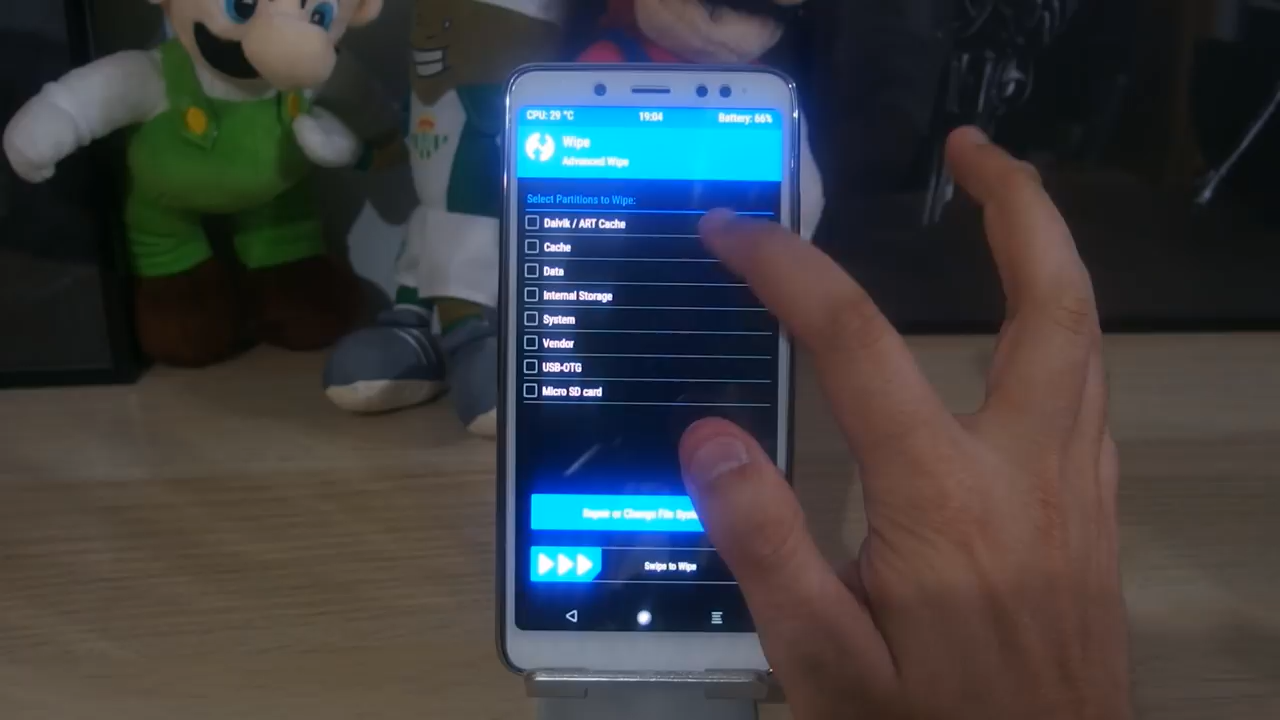 CPU: 29 °C 19:04 Battery: 66%
Wipe
Advanced Wipe
Select Partitions to Wipe:
Dalvik / ART Cache
Cache
Data
Internal Storage
System
Vendor
USB-OTG
Micro SD card
Repair or Change File Syste
Swipe to Wipe